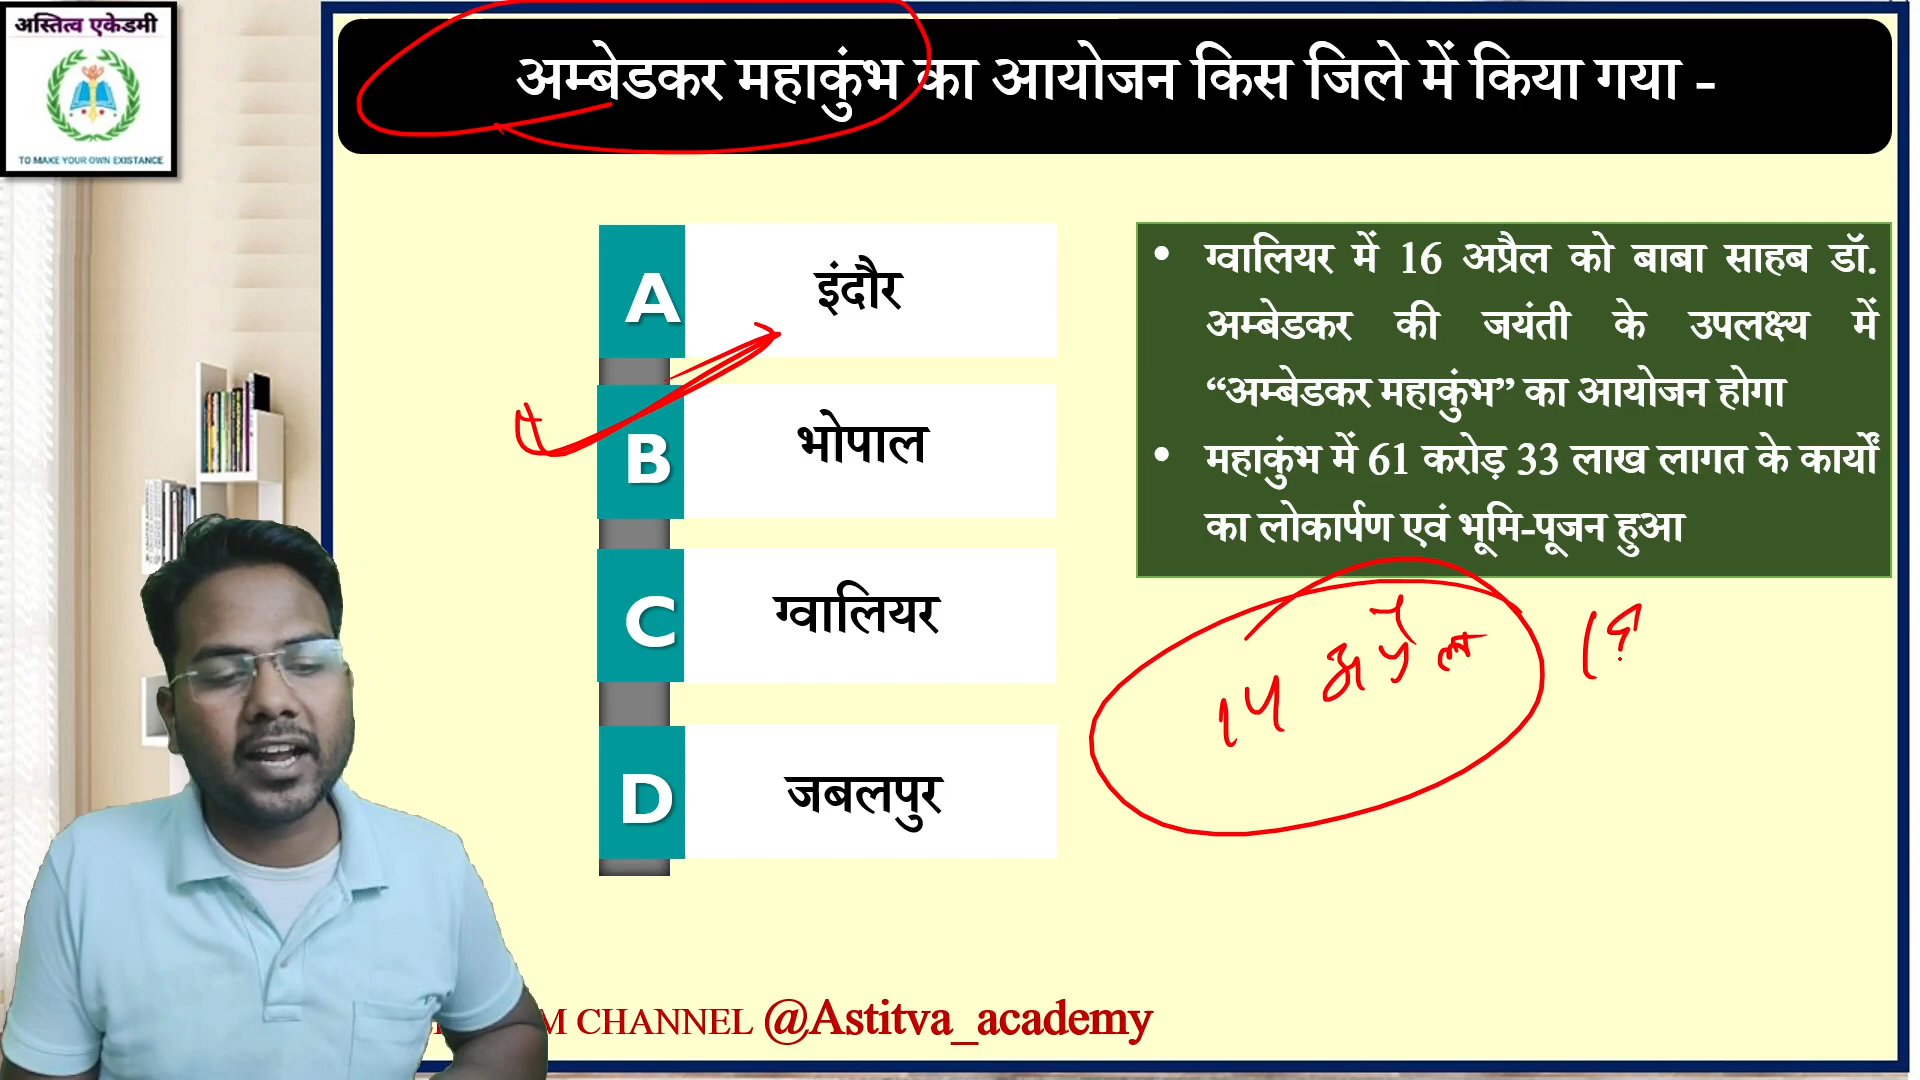 अस्तित्व एकेडमी
TO MAKE YOUR OWN EXISTANCE
अम्बेडकर महाकुंभ का आयोजन किस जिले में किया गया -
A इंदौर
B भोपाल
C ग्वालियर
D जबलपुर
• ग्वालियर में 16 अप्रैल को बाबा साहब डॉ.
अम्बेडकर की जयंती के उपलक्ष्य में
“अम्बेडकर महाकुंभ” का आयोजन होगा
• महाकुंभ में 61 करोड़ 33 लाख लागत के कार्यों
का लोकार्पण एवं भूमि-पूजन हुआ
14 अप्रैल
M CHANNEL @Astitva_academy